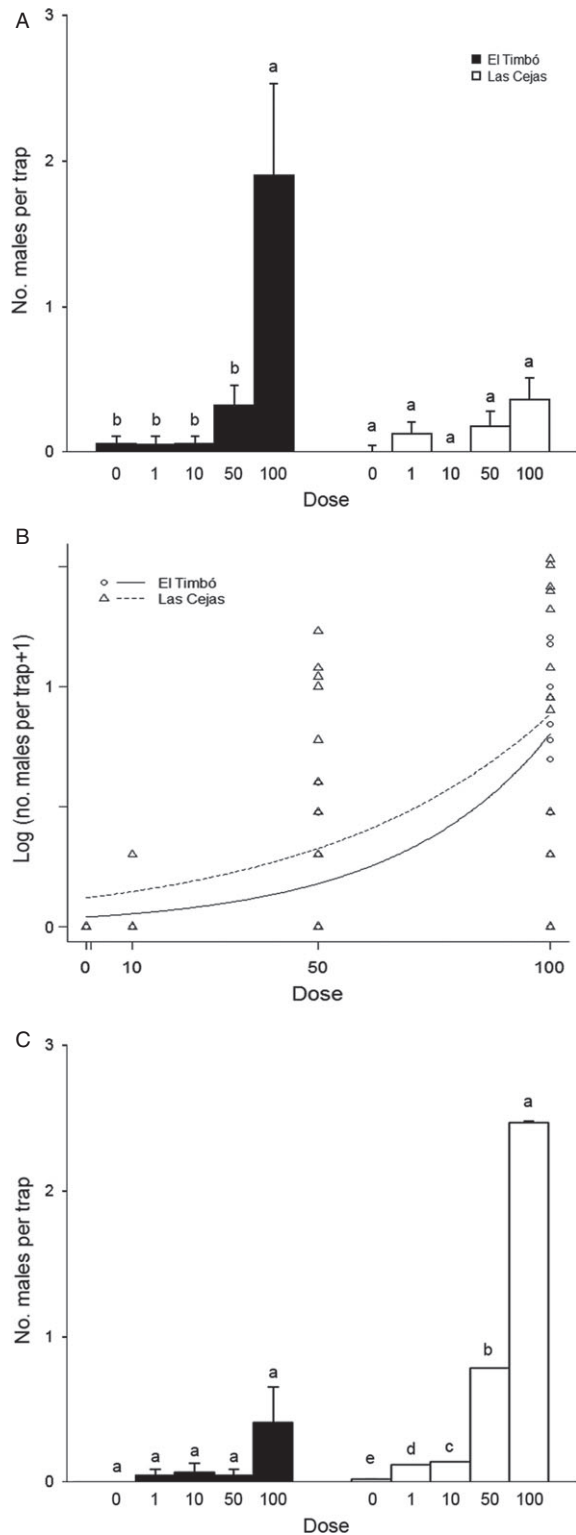 A
3
2
1
0
No. males per trap
El Timbó
Las Cejas
b b b b a
a a a a a
0 1 10 50 100 0 1 10 50 100
Dose
B
El Timbó
Las Cejas
1
0
Log (no. males per trap+1)
0 10 50 100
Dose
C
3
2
1
0
No. males per trap
a a a a a
e d c b a
0 1 10 50 100 0 1 10 50 100
Dose